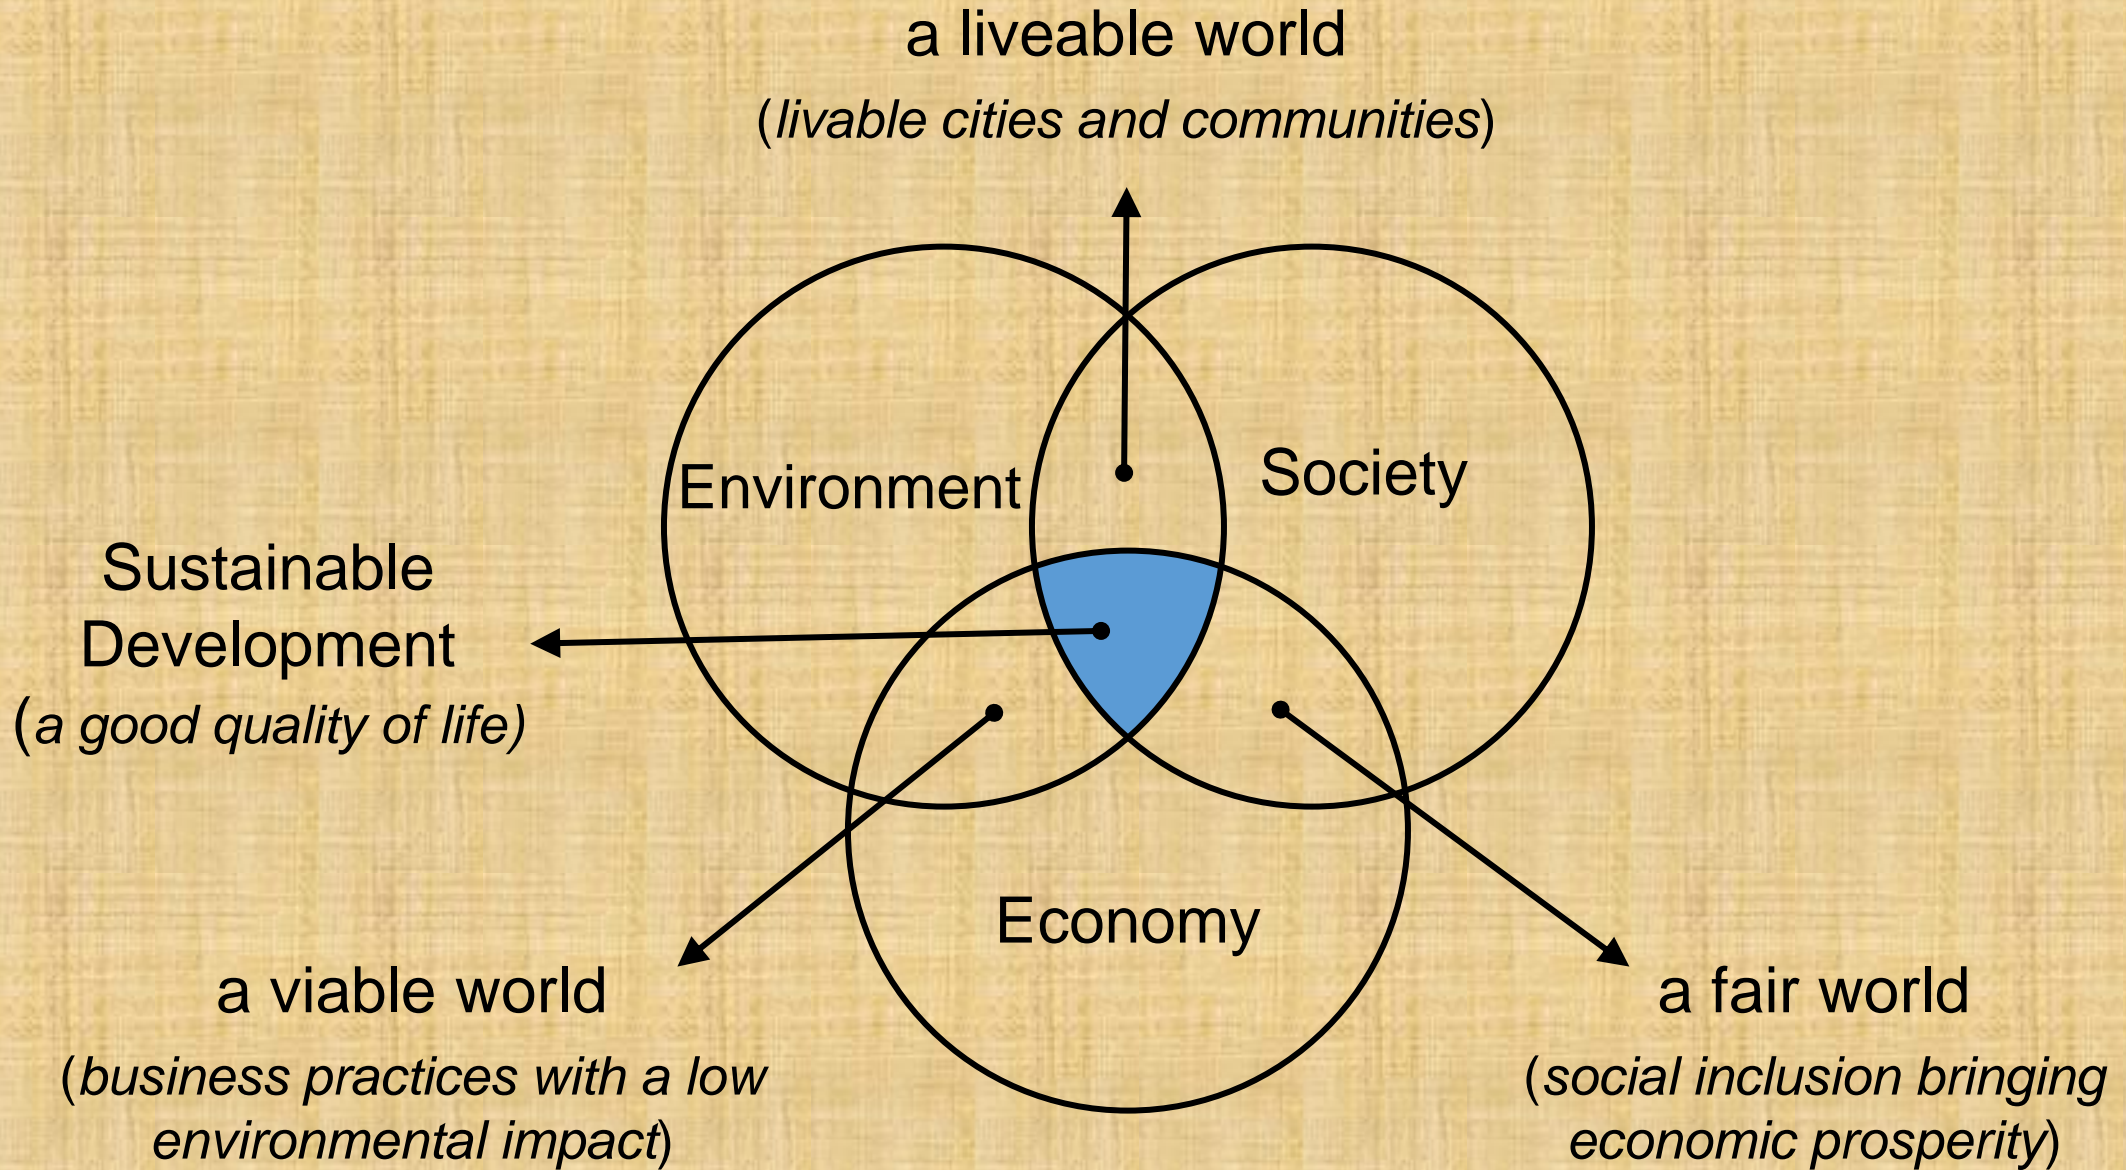 a liveable world
(livable cities and communities)
Environment
Society
Sustainable
Development
(a good quality of life)
Economy
a viable world
(business practices with a low
environmental impact)
a fair world
(social inclusion bringing
economic prosperity)